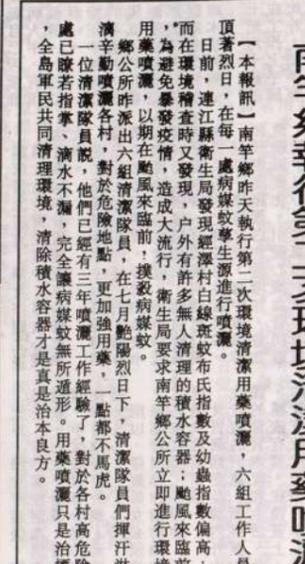 南竿鄉執行第二次環境清潔用藥噴灑
【本報訊】南竿鄉昨天執行第二次環境清潔用藥噴灑，六組工作人員
頂著烈日，在每一處病媒蚊孳生源進行噴灑。
日前，連江縣衛生局發現經澤村白線斑蚊布氏指數及幼蟲指數偏高，
而在環境稽查時又發現，戶外有許多無人清理的積水容器；颱風來臨前
，為避免暴發疫情，造成大流行，衛生局要求南竿鄉公所立即進行環境
用藥噴灑，以期在颱風來臨前，撲殺病媒蚊。
鄉公所昨派出六組清潔隊員，在七月艷陽烈日下，清潔隊員們揮汗淋
漓辛勤噴灑各村，對於危險地點，更加強用藥，一點都不馬虎。
一位清潔隊員說，他們已經有三年噴灑工作經驗了，對於各村高危險
處已瞭若指掌、滴水不漏，完全讓病媒蚊無所遁形。用藥噴灑只是治標
，全島軍民共同清理環境，清除積水容器才是真是治本良方。